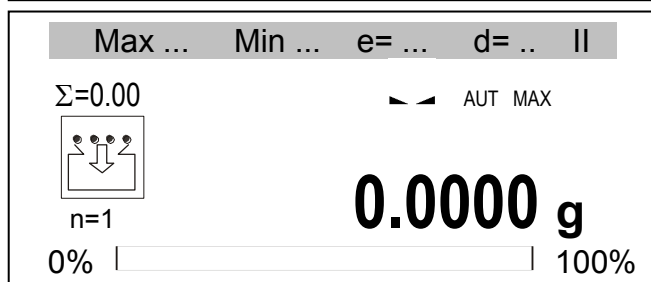 Max ... Min ... e= ... d= .. II
Σ=0.00
AUT MAX
n=1
0.0000 g
0% 100%